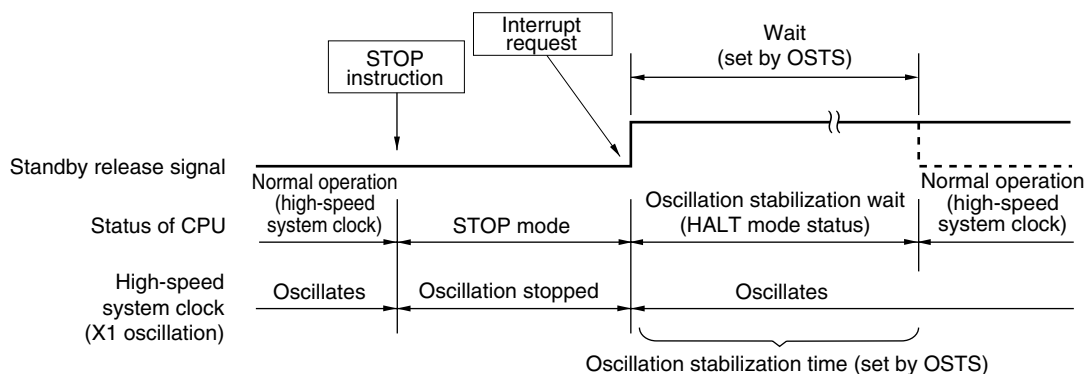 Interrupt
request
STOP
instruction
Wait
(set by OSTS)
Standby release signal
Normal operation
(high-speed
system clock)
Normal operation
(high-speed
system clock)
Status of CPU
STOP mode
Oscillation stabilization wait
(HALT mode status)
High-speed
system clock
(X1 oscillation)
Oscillates
Oscillation stopped
Oscillates
Oscillation stabilization time (set by OSTS)